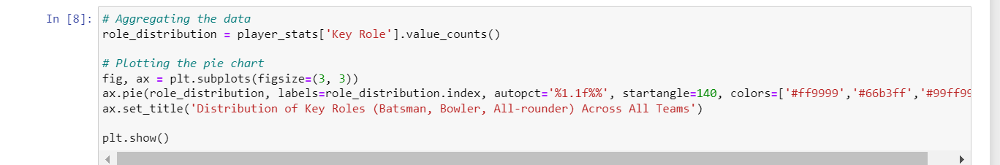 In [8]:
# Aggregating the data
role_distribution = player_stats['Key Role'].value_counts()
# Plotting the pie chart
fig, ax = plt.subplots(figsize=(3, 3))
ax.pie(role_distribution, labels=role_distribution.index, autopct='%1.1f%%', startangle=140, colors=['#ff9999','#66b3ff','#99ff99
ax.set_title('Distribution of Key Roles (Batsman, Bowler, All-rounder) Across All Teams')
plt.show()